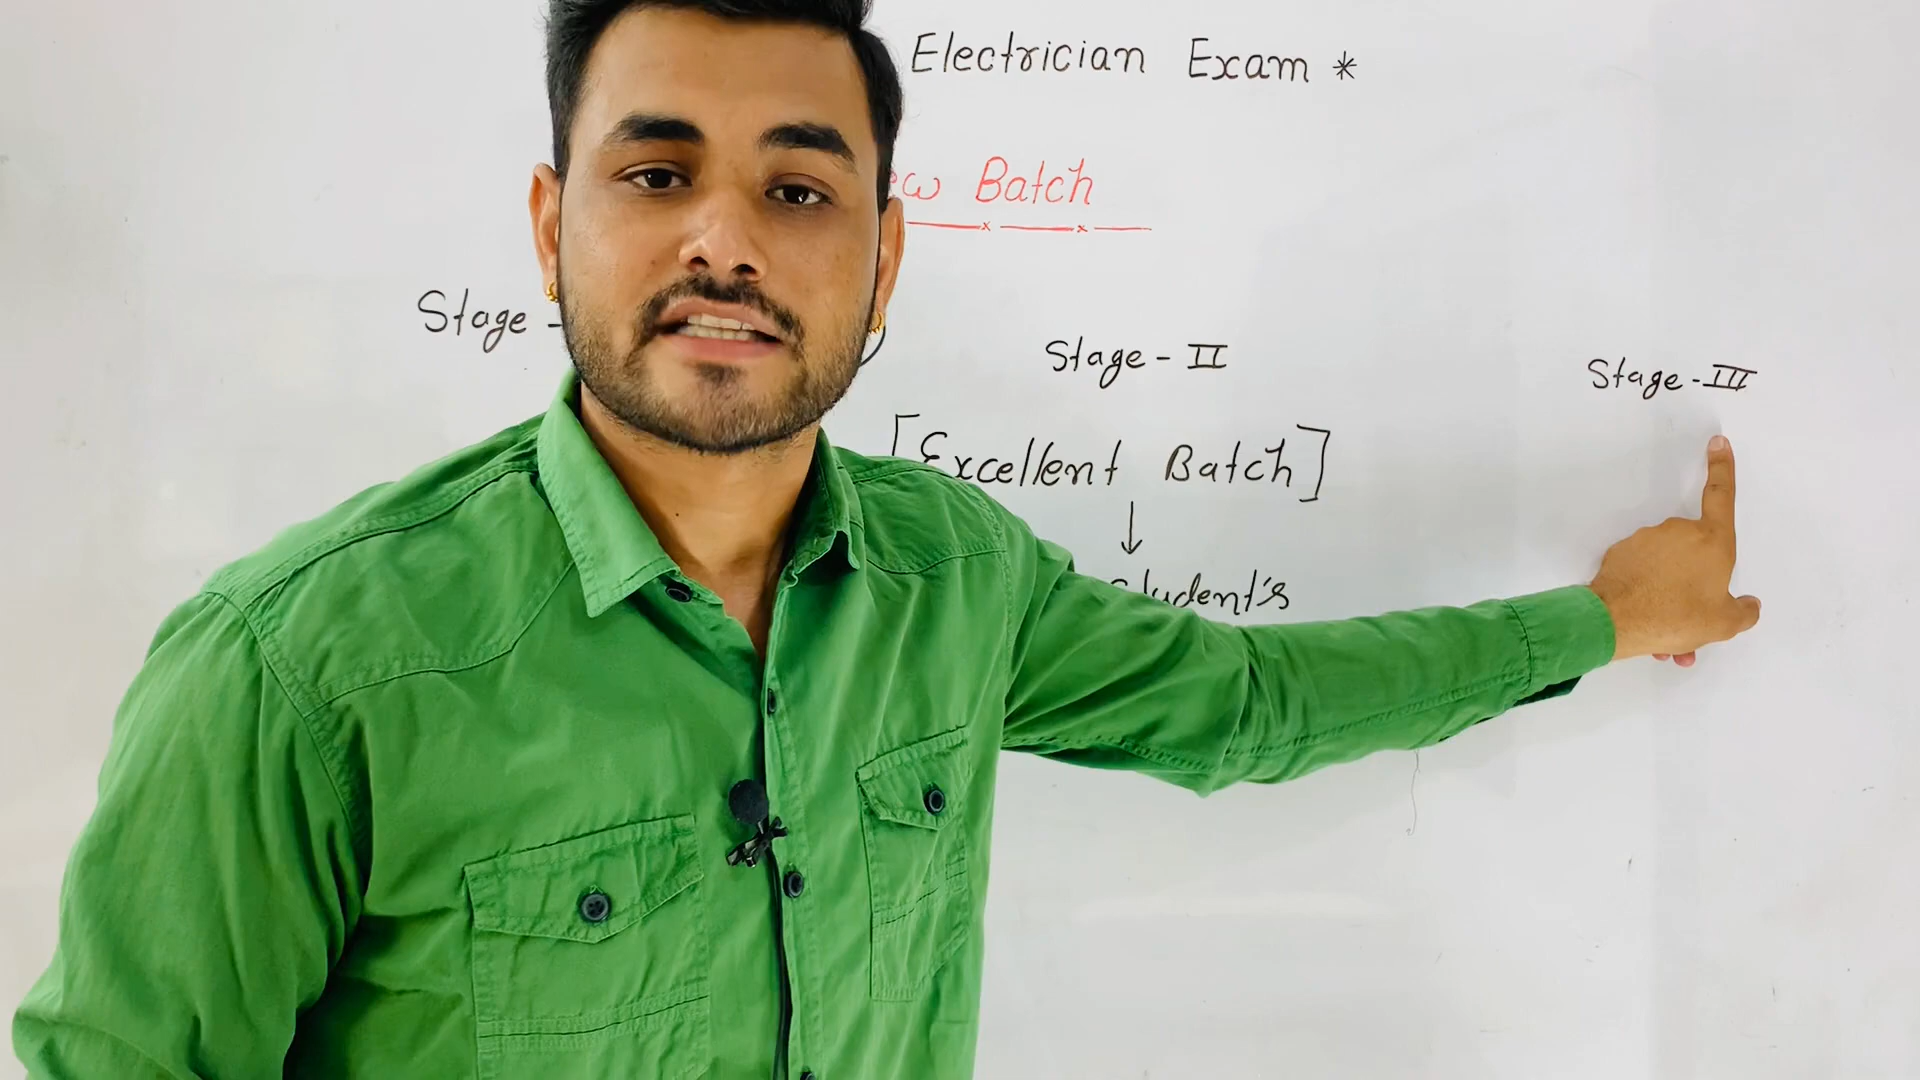 Electrician Exam *
Batch
Stage -
Stage - II
Stage - III
[Excellent Batch]
↓